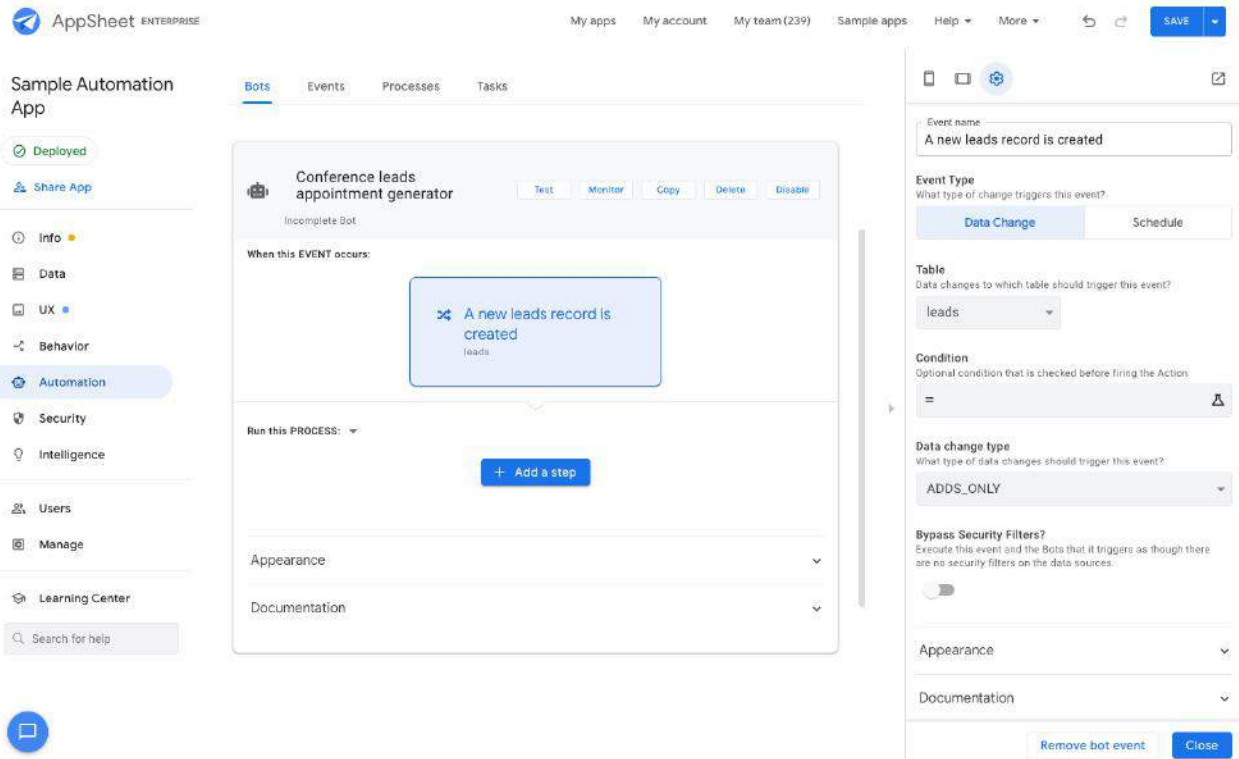 AppSheet ENTERPRISE
My apps My account My team (239) Sample apps Help More SAVE
Sample Automation
App
Deployed
Share App
Info
Data
UX
Behavior
Automation
Security
Intelligence
Users
Manage
Learning Center
Search for help
Bots Events Processes Tasks
Conference leads
appointment generator
Incomplete Bot
Test Monitor Copy Delete Disable
When this EVENT occurs:
A new leads record is
created
leads
Run this PROCESS:
+ Add a step
Appearance
Documentation
Event name
A new leads record is created
Event Type
What type of change triggers this event?
Data Change Schedule
Table
Data changes to which table should trigger this event?
leads
Condition
Optional condition that is checked before firing the Action
=
Data change type
What type of data changes should trigger this event?
ADDS_ONLY
Bypass Security Filters?
Execute this event and the Bots that it triggers as though there
are no security filters on the data sources.
Appearance
Documentation
Remove bot event Close